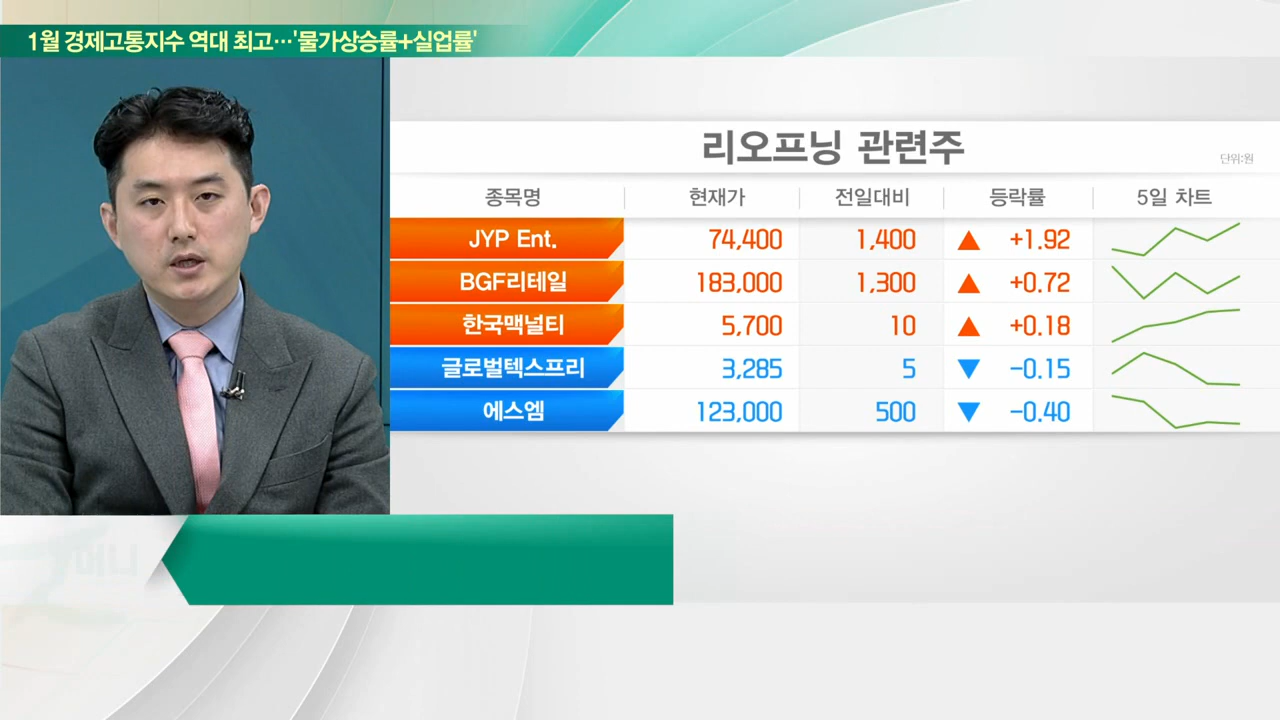 1월 경제고통지수 역대 최고…'물가상승률+실업률'
리오프닝 관련주
단위:원
종목명 현재가 전일대비 등락률 5일 차트
JYP Ent. 74,400 1,400 ▲ +1.92
BGF리테일 183,000 1,300 ▲ +0.72
한국맥널티 5,700 10 ▲ +0.18
글로벌텍스프리 3,285 5 ▼ -0.15
에스엠 123,000 500 ▼ -0.40
머니